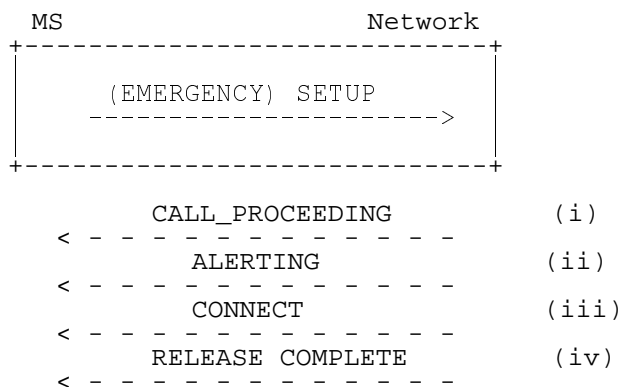 MS Network
(EMERGENCY) SETUP
CALL_PROCEEDING (i)
ALERTING (ii)
CONNECT (iii)
RELEASE COMPLETE (iv)